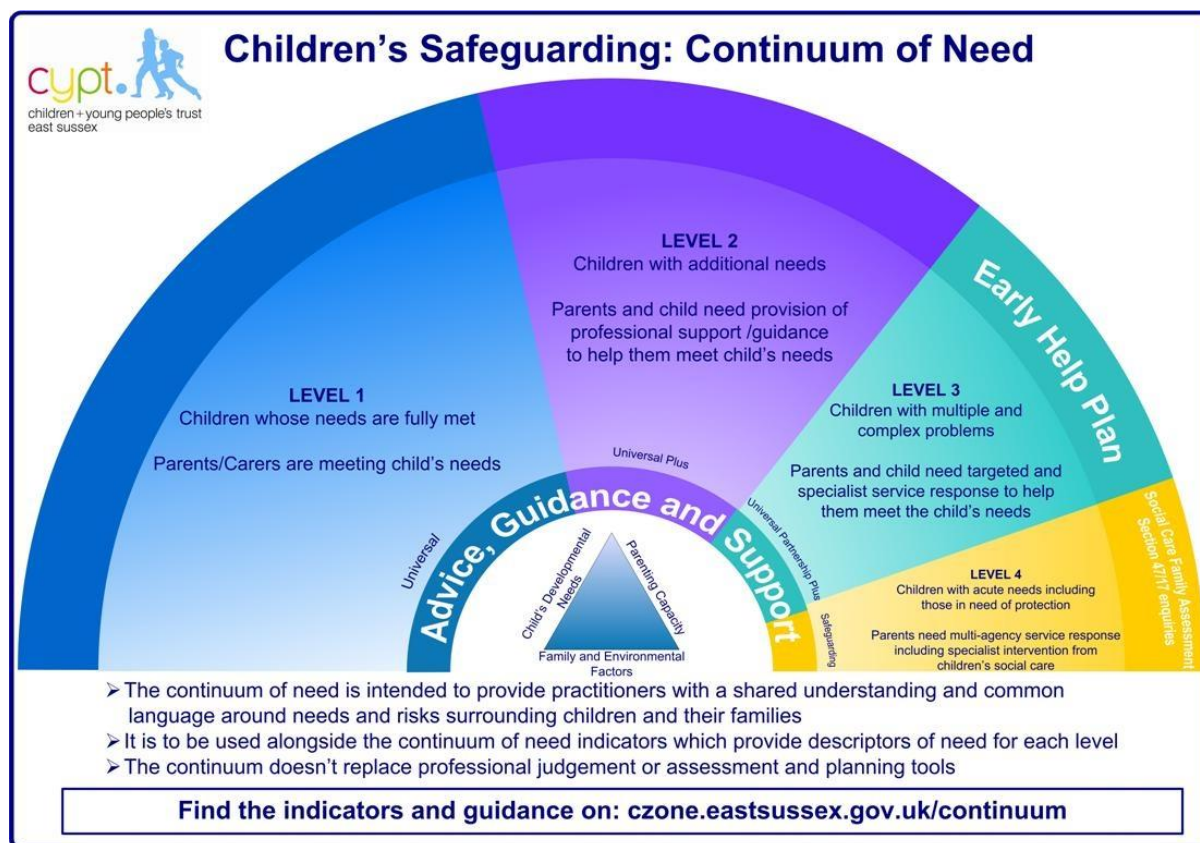 Children's Safeguarding: Continuum of Need
cypt.
children + young people's trust
east sussex
LEVEL 1
Children whose needs are fully met
Parents/Carers are meeting child's needs
LEVEL 2
Children with additional needs
Parents and child need provision of
professional support /guidance
to help them meet child's needs
LEVEL 3
Children with multiple and
complex problems
Parents and child need targeted and
specialist service response to help
them meet the child's needs
Early Help Plan
LEVEL 4
Children with acute needs including
those in need of protection
Parents need multi-agency service response
including specialist intervention from
children's social care
Social Care Family Assessment
Section 47/17 enquiries
Universal
Universal Plus
Universal Partnership Plus
Safeguarding
Advice, Guidance and Support
Child's Developmental
Needs
Parenting Capacity
Family and Environmental
Factors
➢ The continuum of need is intended to provide practitioners with a shared understanding and common
language around needs and risks surrounding children and their families
➢ It is to be used alongside the continuum of need indicators which provide descriptors of need for each level
➢ The continuum doesn't replace professional judgement or assessment and planning tools
Find the indicators and guidance on: czone.eastsussex.gov.uk/continuum